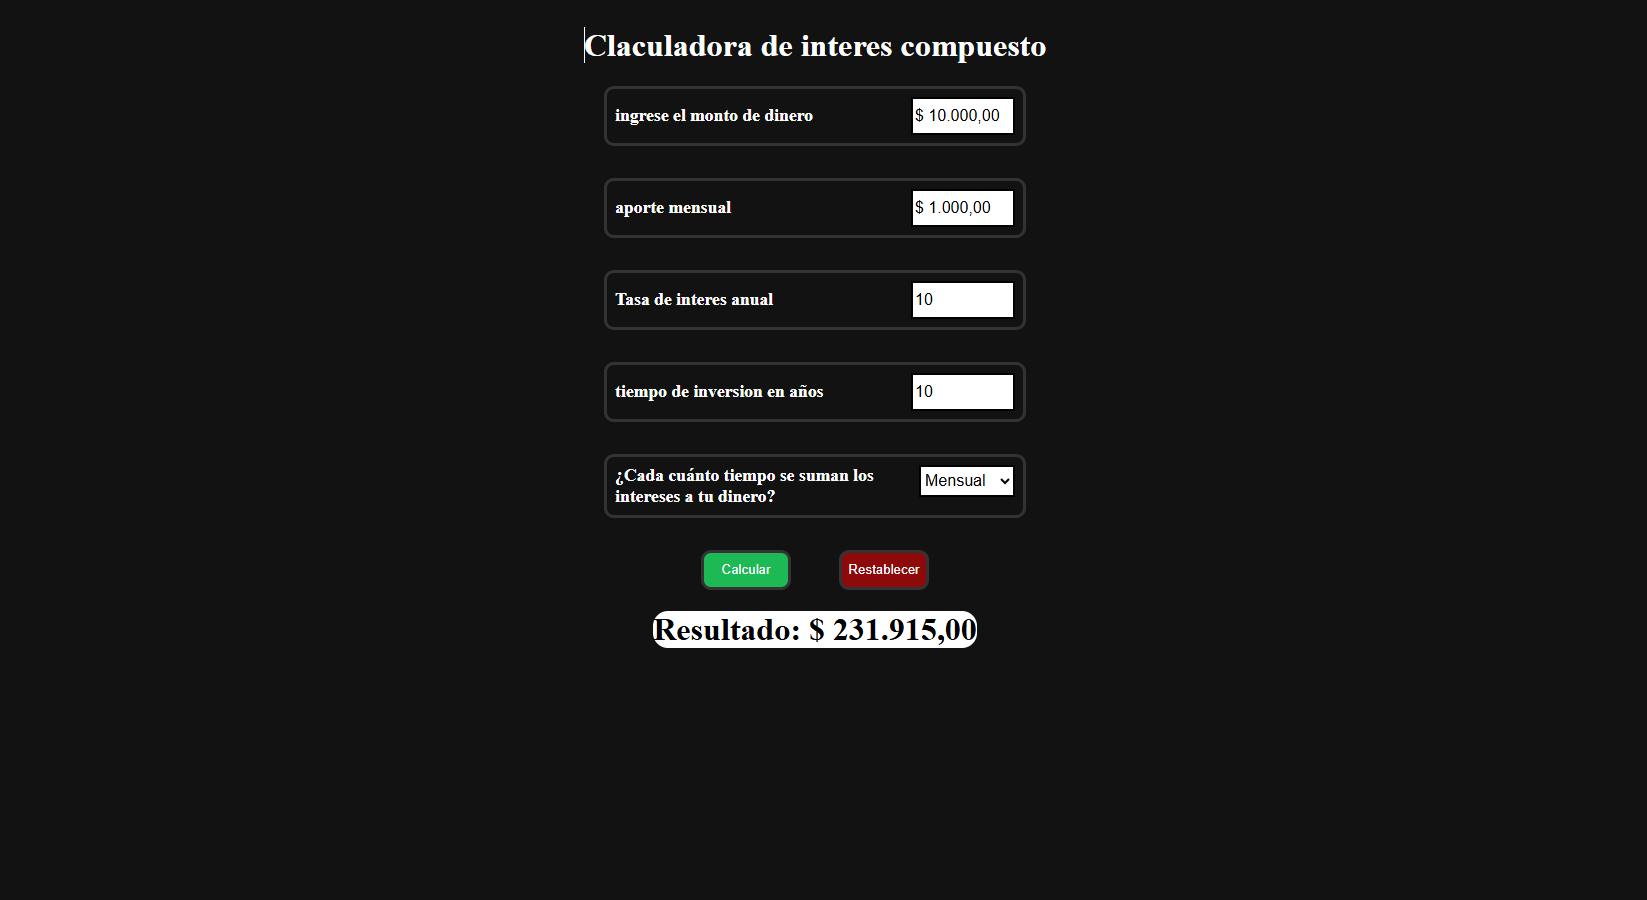 Claculadora de interes compuesto
ingrese el monto de dinero
$ 10.000,00
aporte mensual
$ 1.000,00
Tasa de interes anual
10
tiempo de inversion en años
10
¿Cada cuánto tiempo se suman los
intereses a tu dinero?
Mensual
Calcular
Restablecer
Resultado: $ 231.915,00